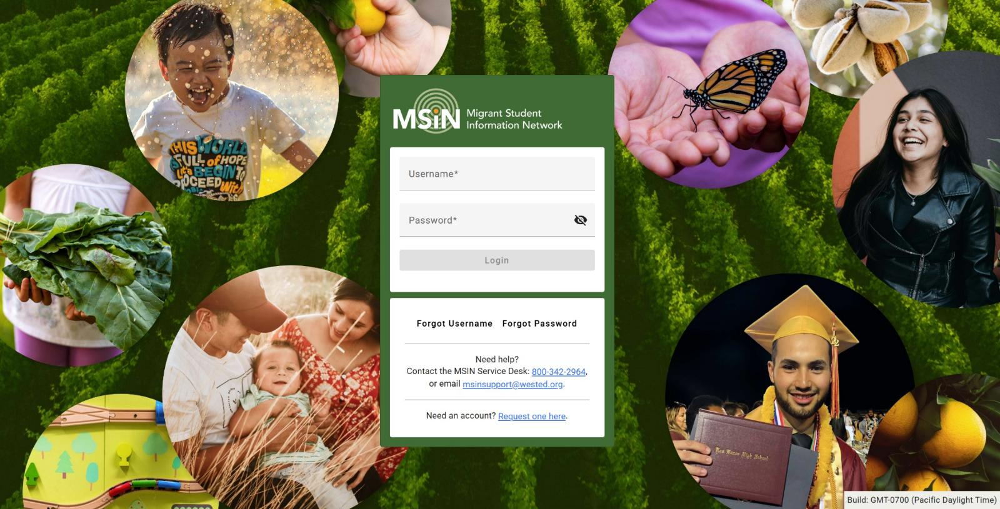 THIS WORLD
FULL of HOPE
LET'S BEGIN TO
PROCEED With
MSiN
Migrant Student
Information Network
Username*
Password*
Login
Forgot Username Forgot Password
Need help?
Contact the MSIN Service Desk: 800-342-2964,
or email msinsupport@wested.org.
Need an account? Request one here.
High School
22
Build: GMT-0700 (Pacific Daylight Time)